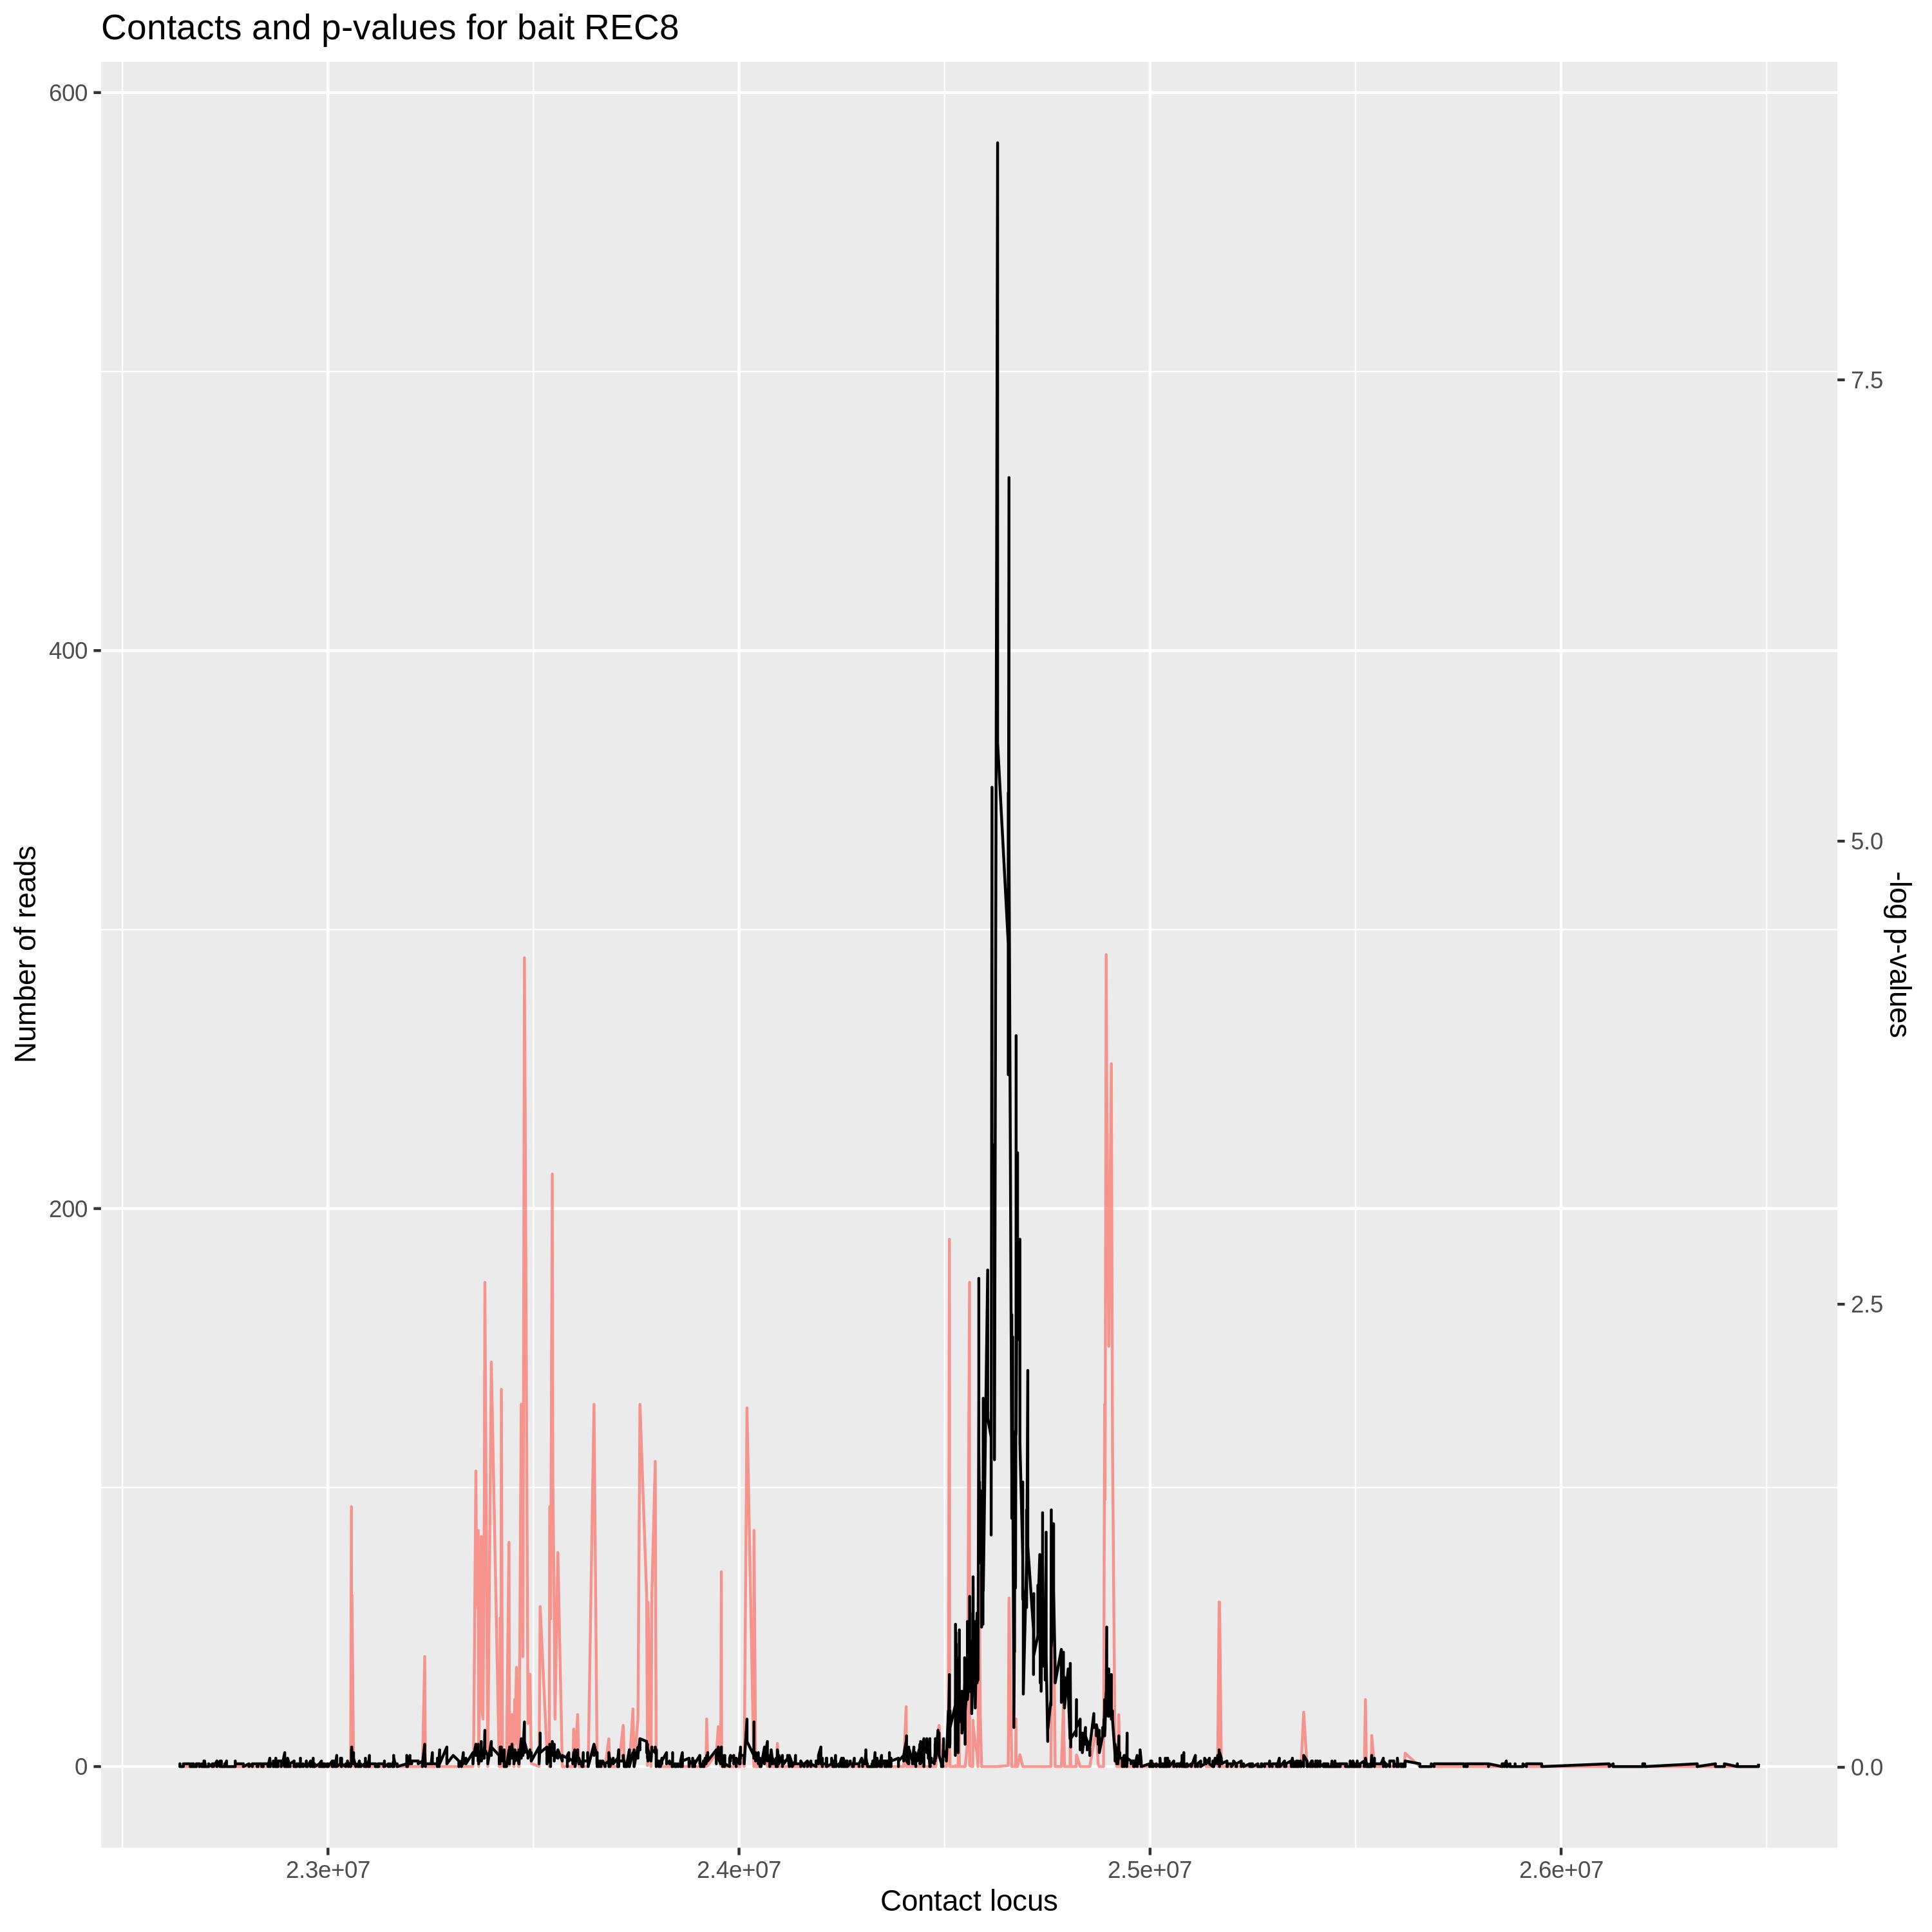 Contacts and p-values for bait REC8
600
400
200
0
Number of reads
7.5
5.0
2.5
0.0
-log p-values
2.3e+07
2.4e+07
2.5e+07
2.6e+07
Contact locus